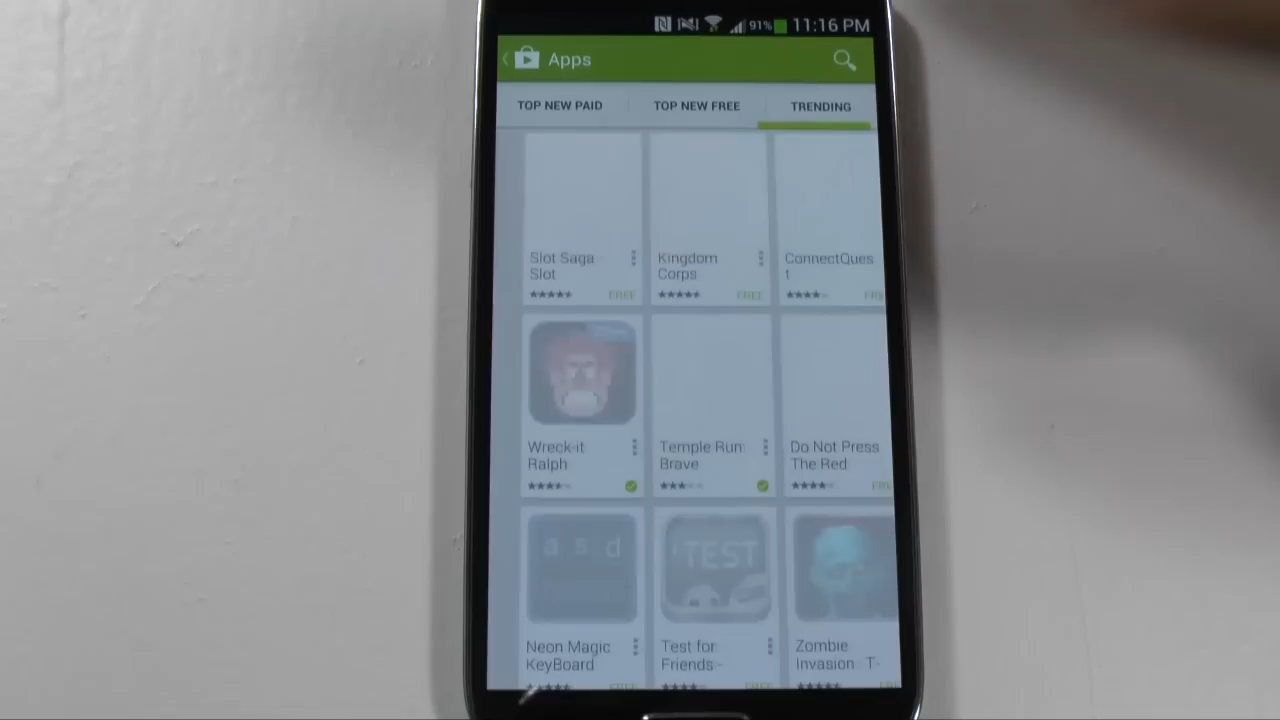 91% 11:16 PM
Apps
TOP NEW PAID TOP NEW FREE TRENDING
Slot Saga Kingdom ConnectQues
Slot Corps t
FREE FREE
Wreck-it Temple Run: Do Not Press
Ralph Brave The Red
a s d TEST
Neon Magic Test for Zombie
KeyBoard Friends - Invasion T-
FREE FREE